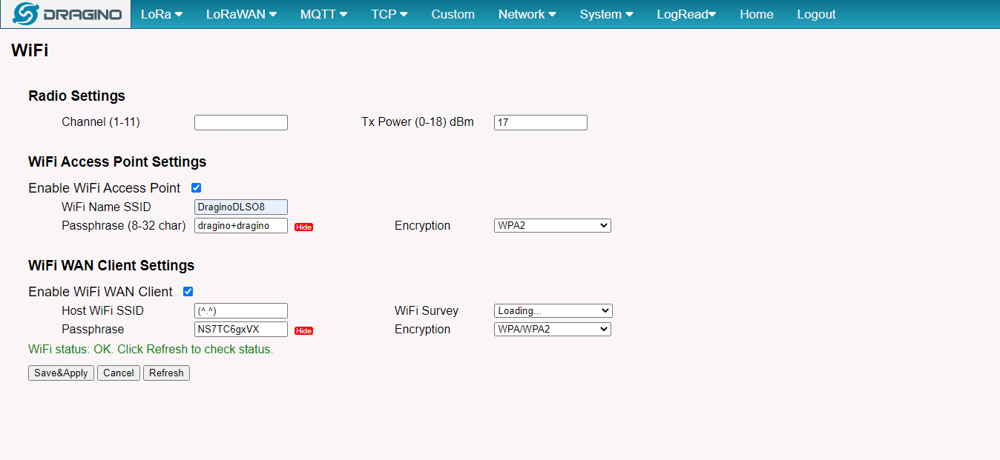 DRAGINO LoRa LoRaWAN MQTT TCP Custom Network System LogRead Home Logout
WiFi
Radio Settings
Channel (1-11) Tx Power (0-18) dBm 17
WiFi Access Point Settings
Enable WiFi Access Point
WiFi Name SSID DraginoDLSO8
Passphrase (8-32 char) dragino+dragino Hide Encryption WPA2
WiFi WAN Client Settings
Enable WiFi WAN Client
Host WiFi SSID (^.^) WiFi Survey Loading...
Passphrase NS7TC6gxVX Hide Encryption WPA/WPA2
WiFi status: OK. Click Refresh to check status.
Save&Apply Cancel Refresh